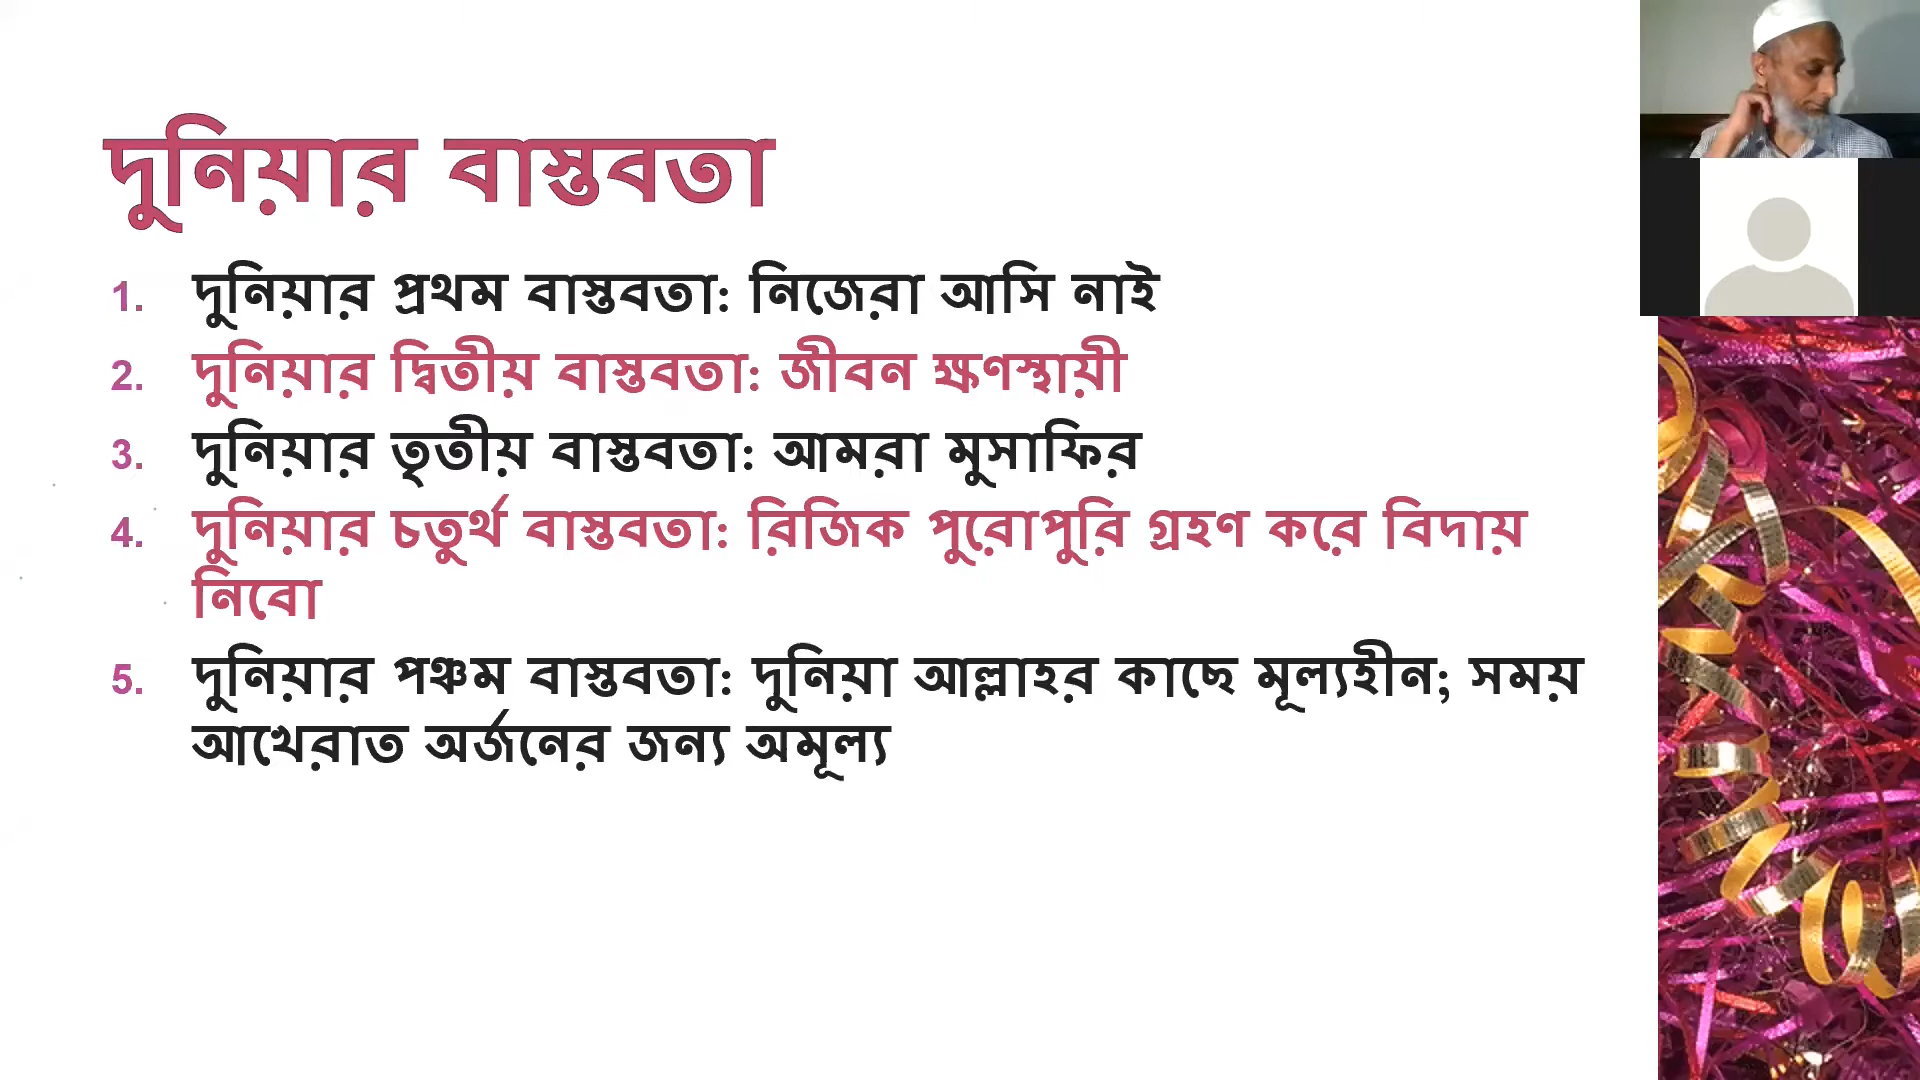 দুনিয়ার বাস্তবতা
1. দুনিয়ার প্রথম বাস্তবতা: নিজেরা আসি নাই
2. দুনিয়ার দ্বিতীয় বাস্তবতা: জীবন ক্ষণস্থায়ী
3. দুনিয়ার তৃতীয় বাস্তবতা: আমরা মুসাফির
4. দুনিয়ার চতুর্থ বাস্তবতা: রিজিক পুরোপুরি গ্রহণ করে বিদায়
নিবো
5. দুনিয়ার পঞ্চম বাস্তবতা: দুনিয়া আল্লাহর কাছে মূল্যহীন; সময়
আখেরাত অর্জনের জন্য অমূল্য